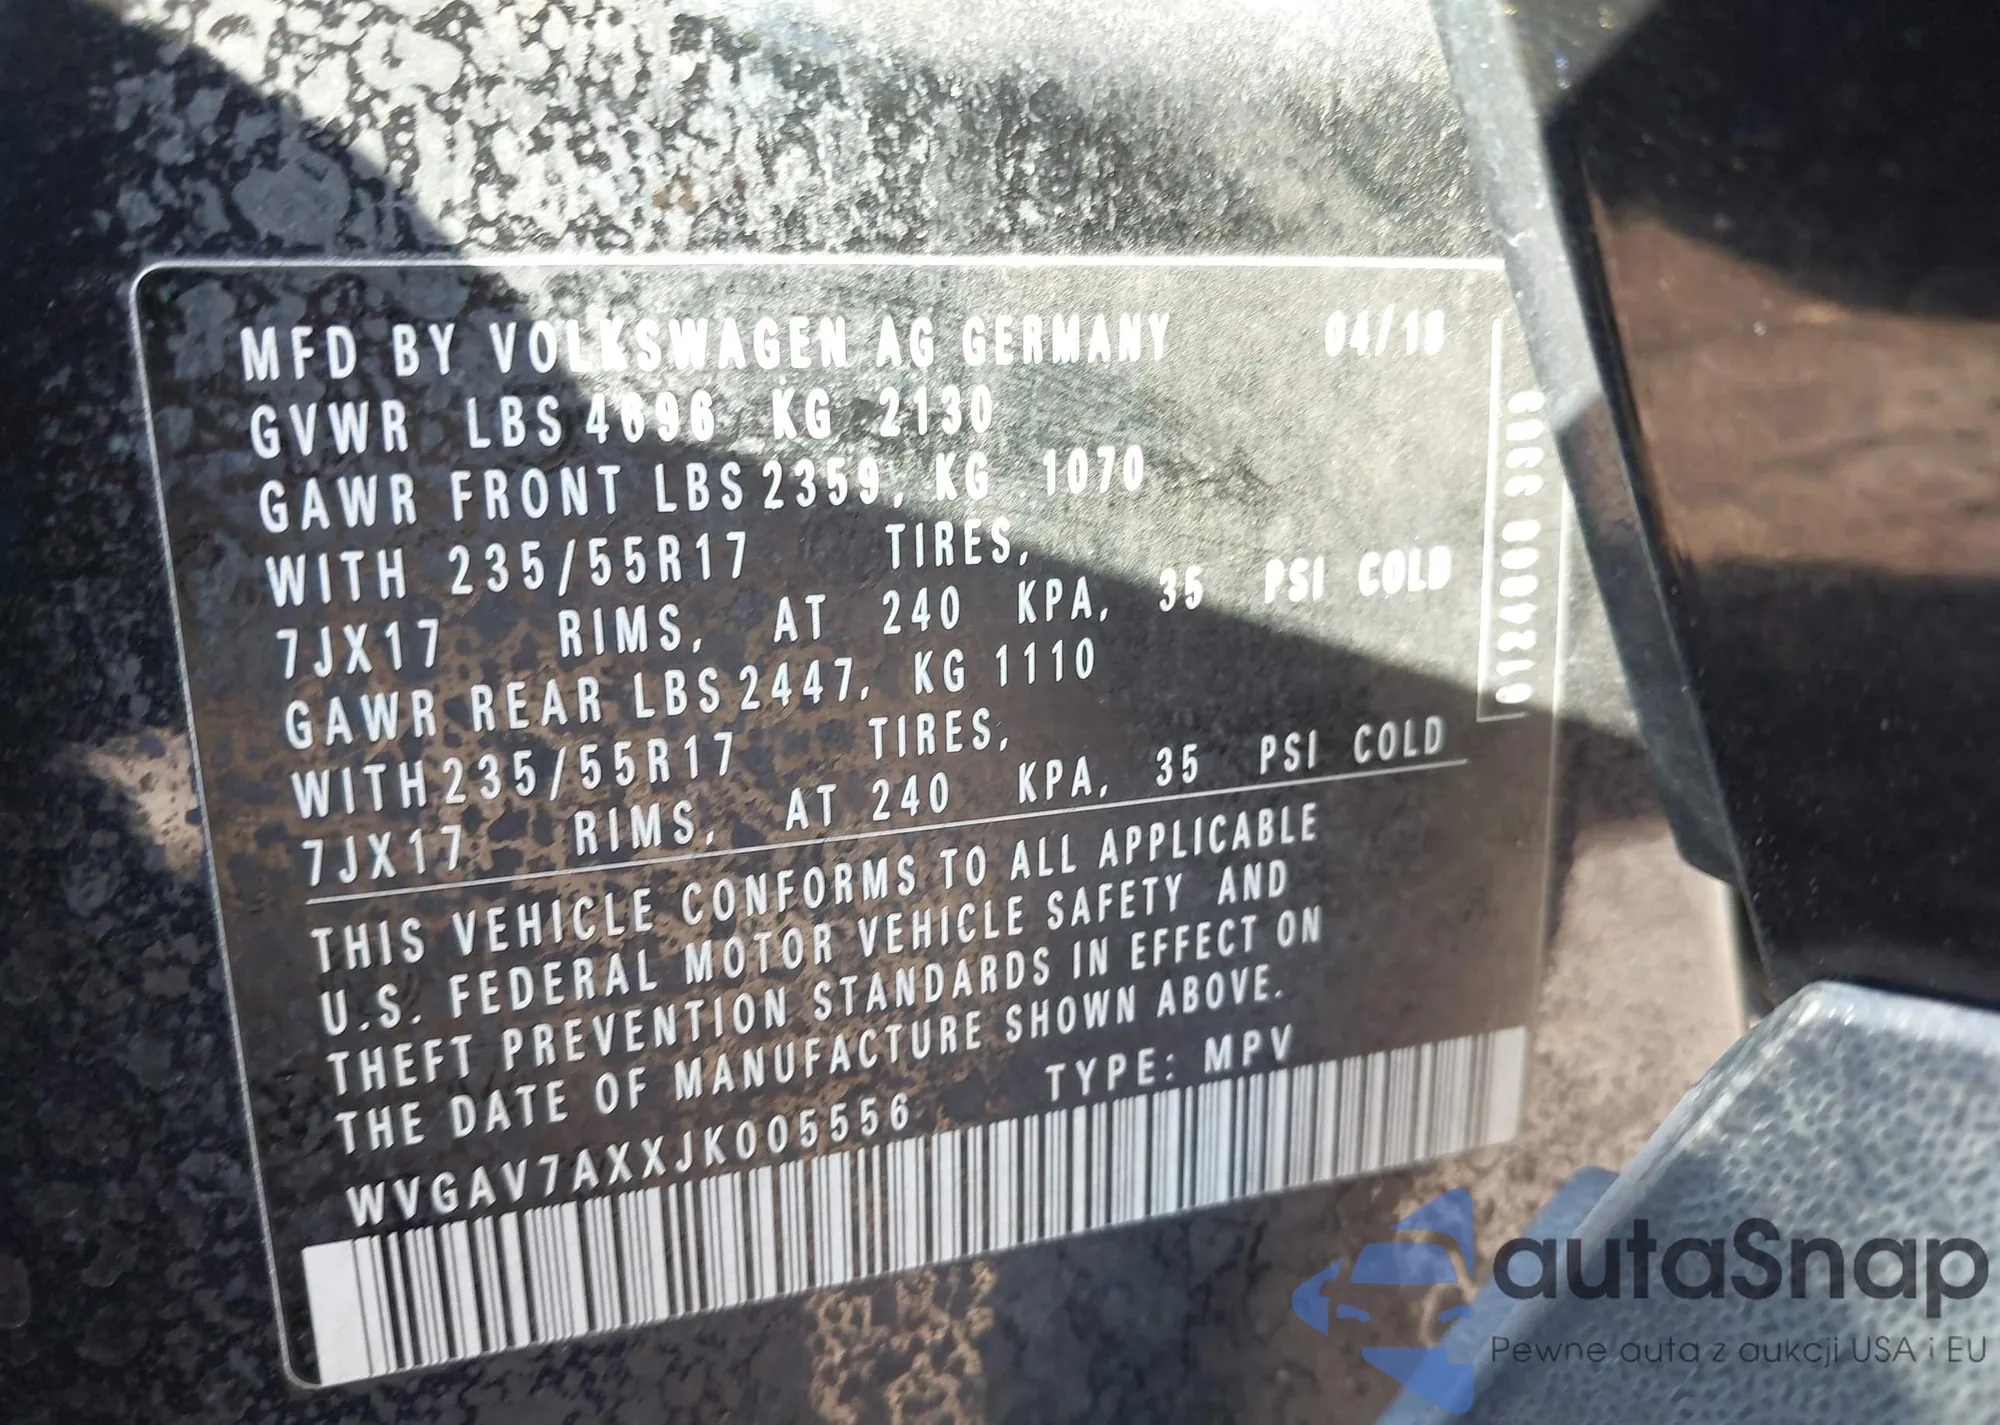 MFD BY VOLKSWAGEN AG GERMANY 04/18
GVWR LBS 4696 KG 2130
GAWR FRONT LBS 2359, KG 1070
WITH 235/55R17 TIRES,
7JX17 RIMS, AT 240 KPA, 35 PSI COLD
GAWR REAR LBS 2447, KG 1110
WITH 235/55R17 TIRES,
7JX17 RIMS, AT 240 KPA, 35 PSI COLD
THIS VEHICLE CONFORMS TO ALL APPLICABLE
U.S. FEDERAL MOTOR VEHICLE SAFETY AND
THEFT PREVENTION STANDARDS IN EFFECT ON
THE DATE OF MANUFACTURE SHOWN ABOVE.
WVGAV7AXXJK005556 TYPE: MPV
autaSnap
Pewne auta z aukcji USA i EU